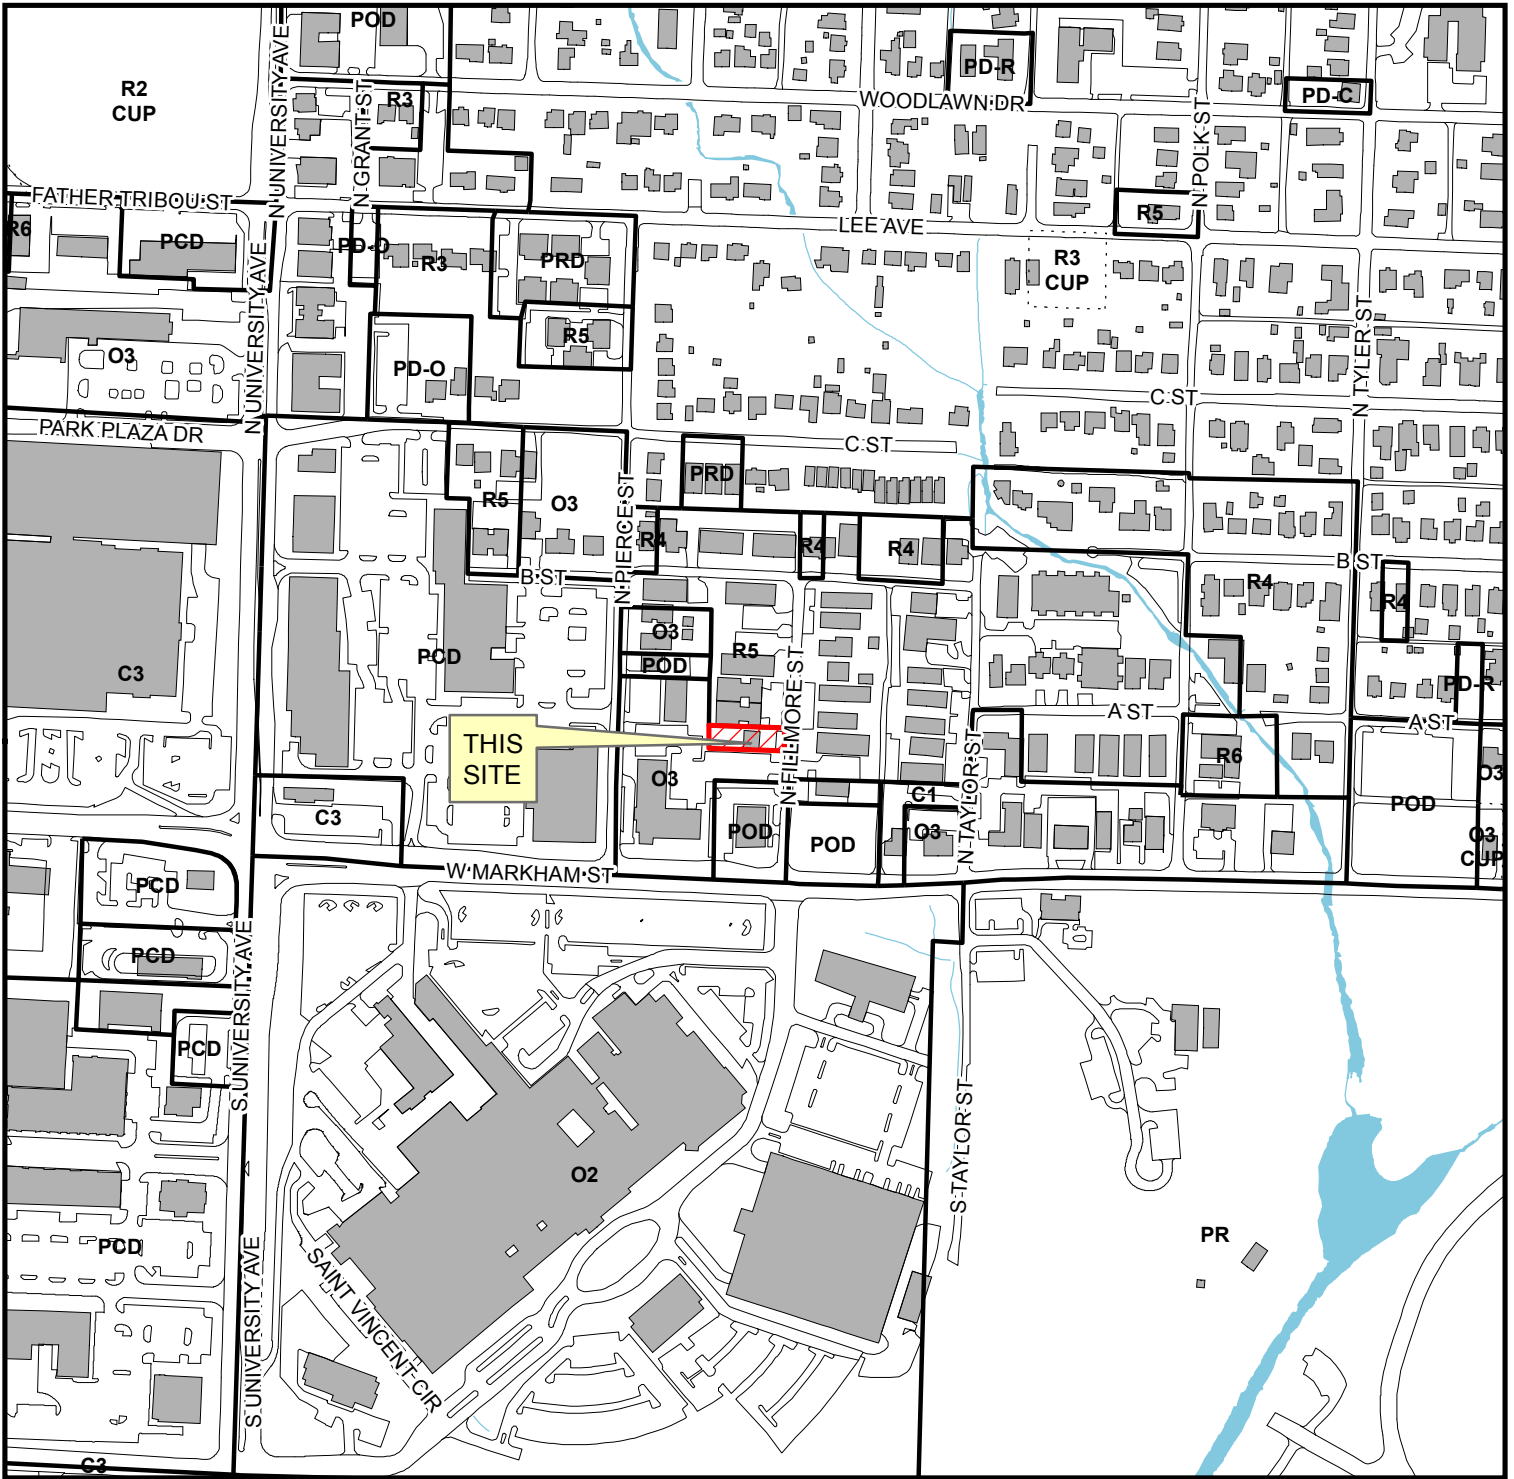 POD
N UNIVERSITY AVE
R2
CUP
N GRANT ST
R3
PD-R
WOODLAWN DR
PD-C
N POLK ST
FATHER TRIBOU ST
R6
PCD
N UNIVERSITY AVE
PD-O
R3
PRD
LEE AVE
R5
R3
CUP
O3
R5
PD-O
N TYLER ST
C ST
PARK PLAZA DR
C ST
R5
O3
N PIERCE ST
PRD
R4
R4
R4
B ST
B ST
R4
R4
C3
PCD
O3
POD
R5
N FILLMORE ST
PD-R
A ST
A ST
THIS
SITE
O3
N TAYLOR ST
R6
O3
C3
C1
POD
POD
POD
O3
O3
CUP
W MARKHAM ST
PCD
PCD
S UNIVERSITY AVE
PCD
S TAYLOR ST
O2
PR
PCD
S UNIVERSITY AVE
SAINT VINCENT CIR
C3